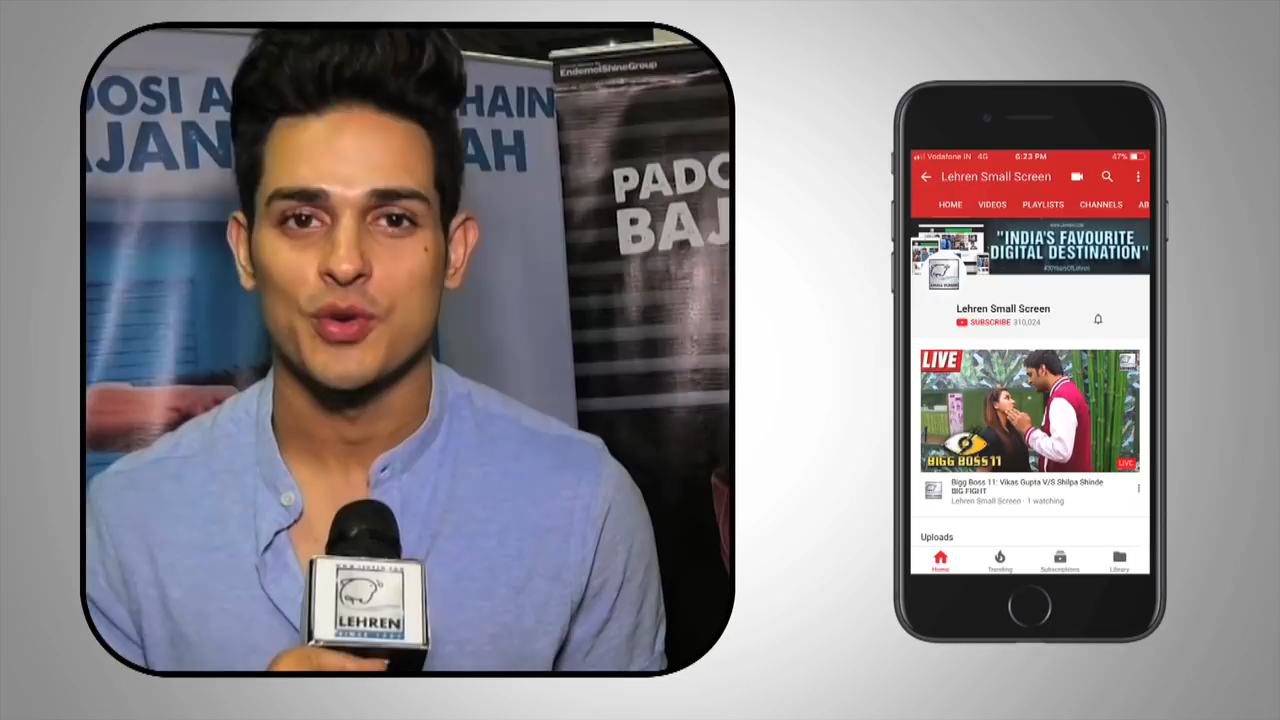 DOSI A HAIN
AJAN AH
EndemolShineGroup
PADO
BAJ
LEHREN
Vodafone IN 4G 6:23 PM 47%
Lehren Small Screen
HOME VIDEOS PLAYLISTS CHANNELS AB
"INDIA'S FAVOURITE
DIGITAL DESTINATION"
Lehren Small Screen
SUBSCRIBE 310,024
LIVE
BIGG BOSS 11
LIVE
Bigg Boss 11: Vikas Gupta V/S Shilpa Shinde
BIG FIGHT
Lehren Small Screen · 1 watching
Uploads
Home Trending Subscriptions Library